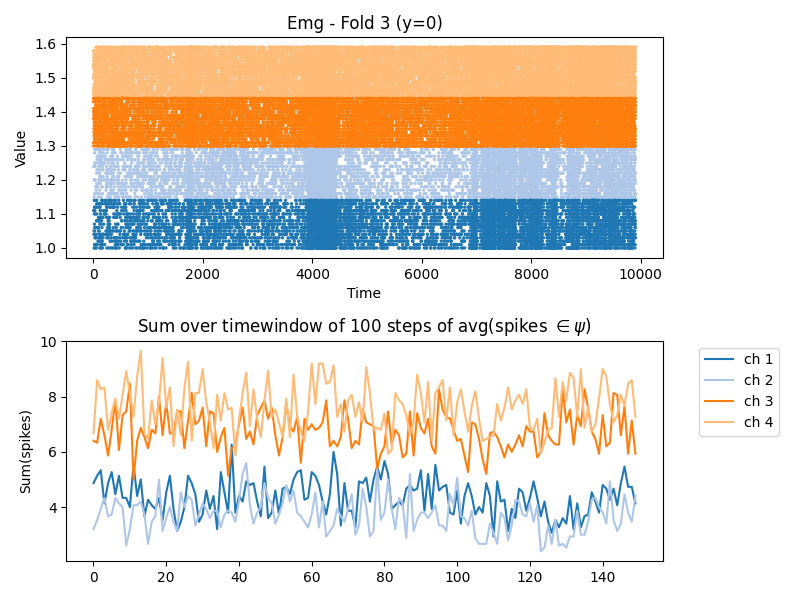 Emg - Fold 3 (y=0)
1.6
1.5
1.4
1.3
1.2
1.1
1.0
Value
0 2000 4000 6000 8000 10000
Time
Sum over timewindow of 100 steps of avg(spikes ∈ ψ)
10
8
6
4
Sum(spikes)
0 20 40 60 80 100 120 140
ch 1
ch 2
ch 3
ch 4